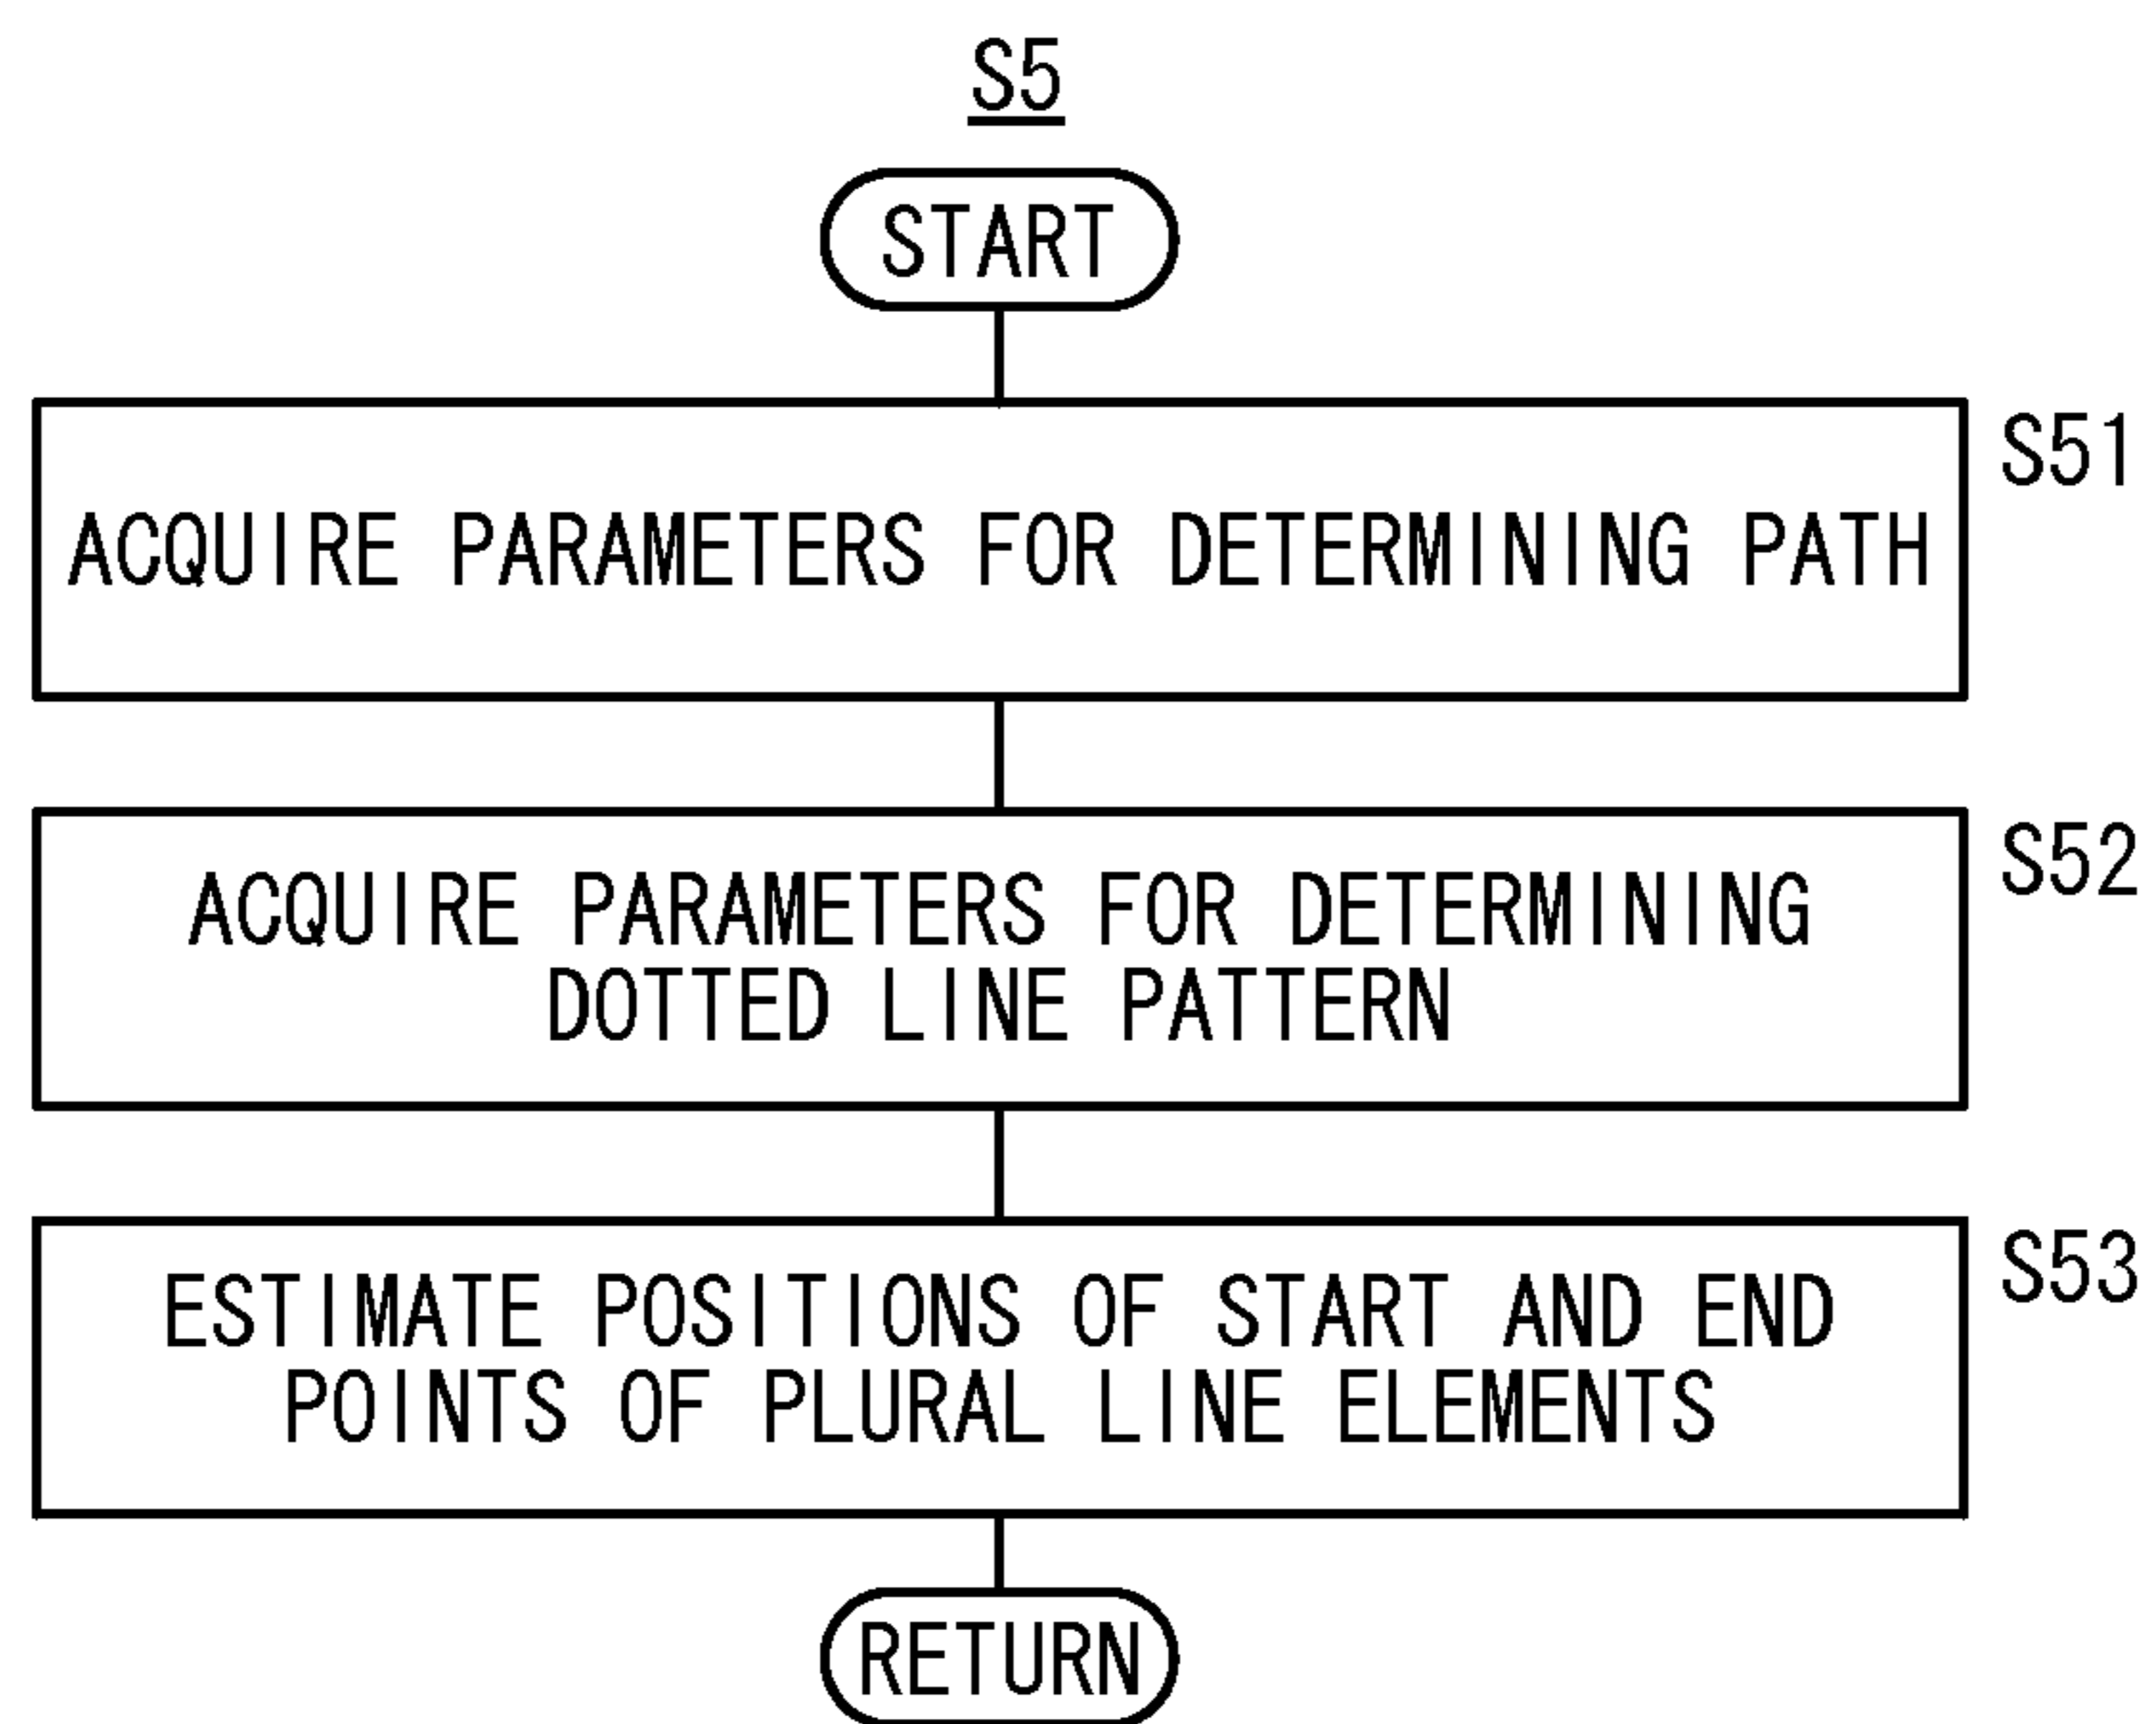 S5
START
S51
ACQUIRE PARAMETERS FOR DETERMINING PATH
S52
ACQUIRE PARAMETERS FOR DETERMINING
DOTTED LINE PATTERN
S53
ESTIMATE POSITIONS OF START AND END
POINTS OF PLURAL LINE ELEMENTS
RETURN